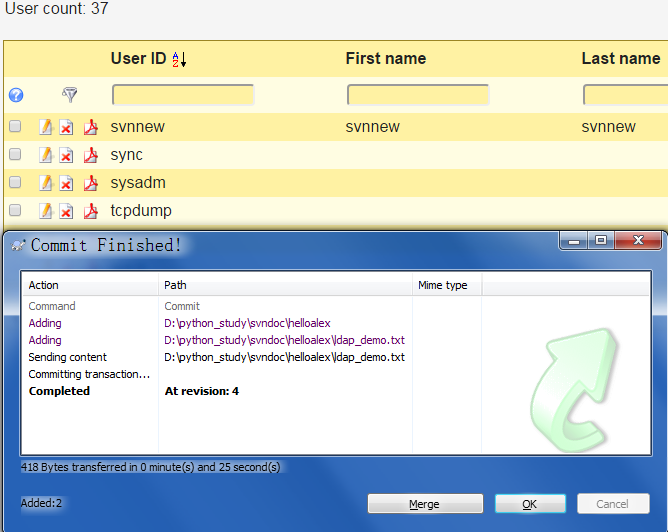 User count: 37
User ID First name Last name
svnnew svnnew svnnew
sync
sysadm
tcpdump
Commit Finished!
Action Path Mime type
Command Commit
Adding D:\python_study\svndoc\helloalex
Adding D:\python_study\svndoc\helloalex\ldap_demo.txt
Sending content D:\python_study\svndoc\helloalex\ldap_demo.txt
Committing transaction...
Completed At revision: 4
418 Bytes transferred in 0 minute(s) and 25 second(s)
Added:2
Merge OK Cancel